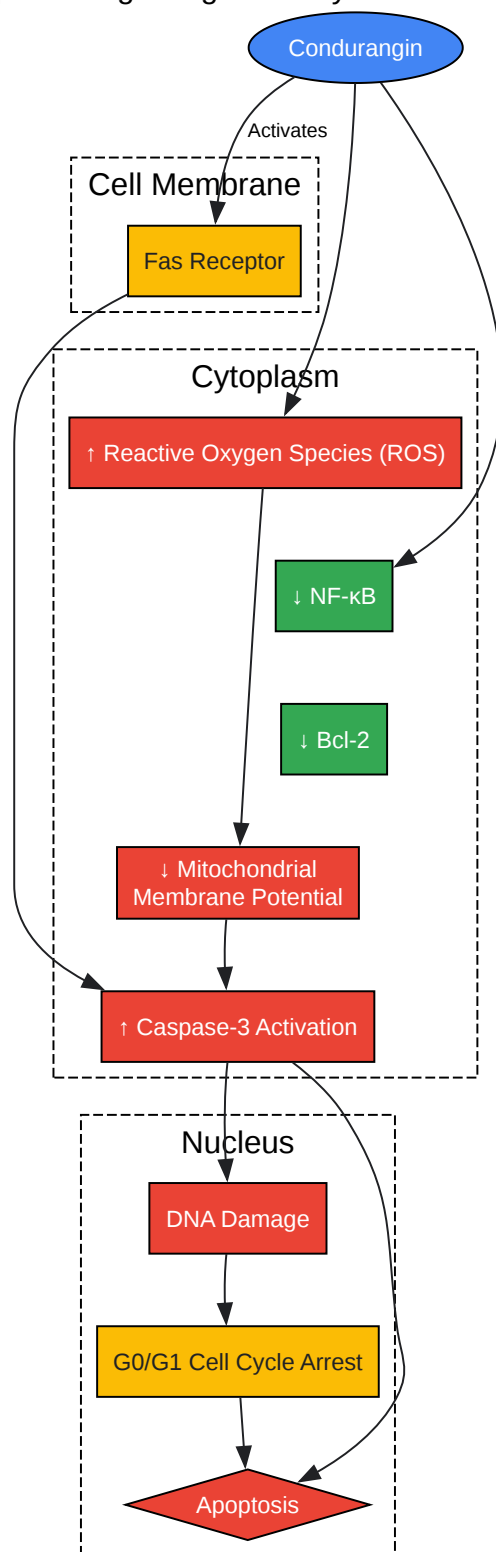 Condurangin
Activates
Cell Membrane
Fas Receptor
Cytoplasm
↑ Reactive Oxygen Species (ROS)
↓ NF-κB
↓ Bcl-2
↓ Mitochondrial
Membrane Potential
↑ Caspase-3 Activation
Nucleus
DNA Damage
G0/G1 Cell Cycle Arrest
Apoptosis